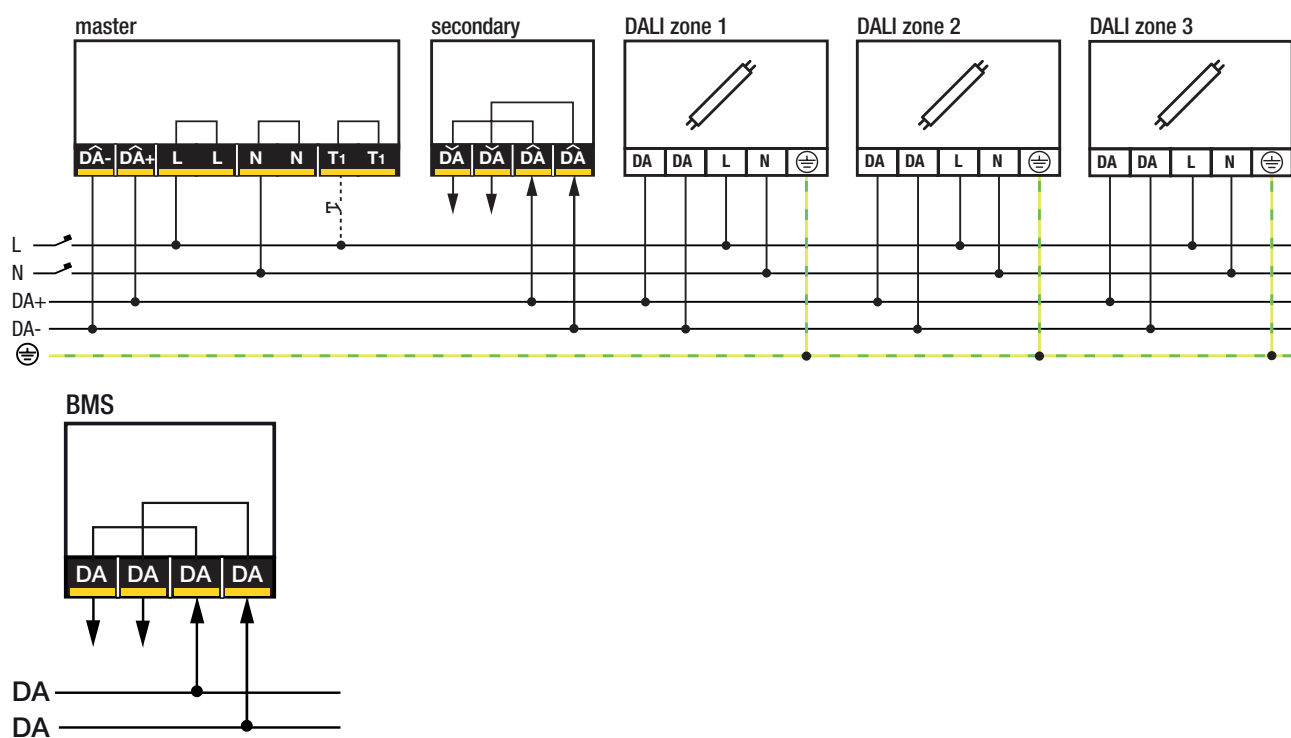 master secondary DALI zone 1 DALI zone 2 DALI zone 3
DA- DA+ L L N N T1 T1 DA DA DA DA DA DA L N DA DA L N DA DA L N
L
N
DA+
DA-
BMS
DA DA DA DA
DA
DA